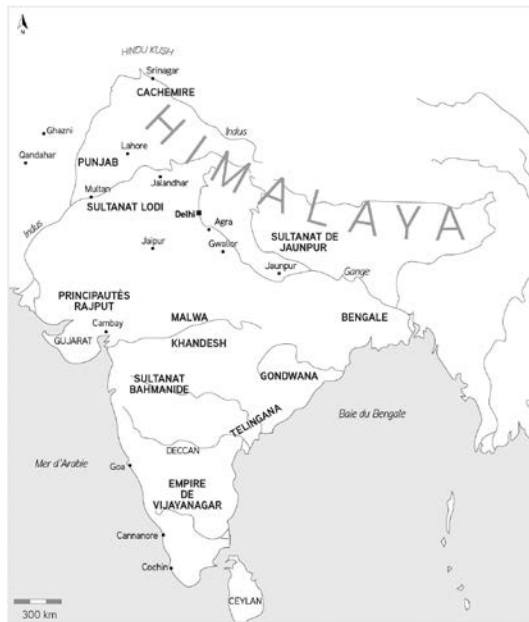 N
HINDU KUSH
Srinagar
CACHEMIRE
Indus
HIMALAYA
Ghazni
Qandahar
Lahore
PUNJAB
Multan
Jalandhar
SULTANAT LODI
Delhi
Indus
Agra
SULTANAT DE
JAUNPUR
Jaipur
Gwalior
Jaunpur
Gange
PRINCIPAUTÉS
RAJPUT
MALWA
BENGALE
Cambay
GUJARAT
KHANDESH
SULTANAT
BAHMANIDE
GONDWANA
TELINGANA
Baie du Bengale
DECCAN
Mer d'Arabie
Goa
EMPIRE
DE
VIJAYANAGAR
Cannanore
Cochin
CEYLAN
300 km